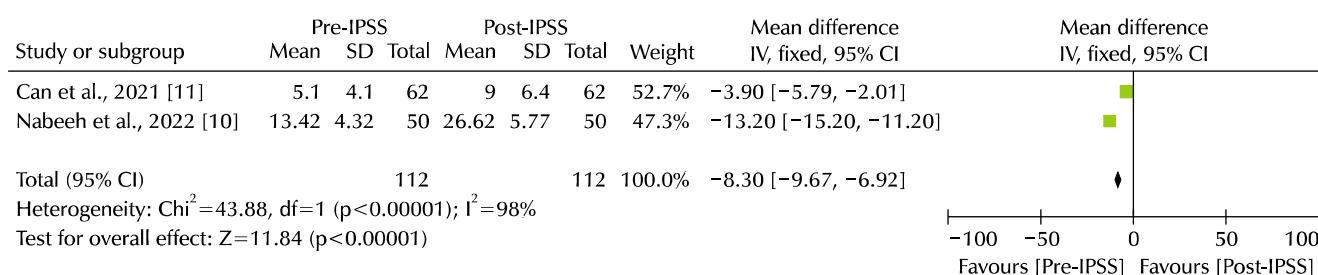 Pre-IPSS Post-IPSS Mean difference Mean difference
Study or subgroup Mean SD Total Mean SD Total Weight IV, fixed, 95% CI IV, fixed, 95% CI
Can et al., 2021 [11] 5.1 4.1 62 9 6.4 62 52.7% −3.90 [−5.79, −2.01]
Nabeeh et al., 2022 [10] 13.42 4.32 50 26.62 5.77 50 47.3% −13.20 [−15.20, −11.20]
Total (95% CI) 112 112 100.0% −8.30 [−9.67, −6.92]
Heterogeneity: Chi²=43.88, df=1 (p<0.00001); I²=98%
Test for overall effect: Z=11.84 (p<0.00001)
−100 −50 0 50 100
Favours [Pre-IPSS] Favours [Post-IPSS]